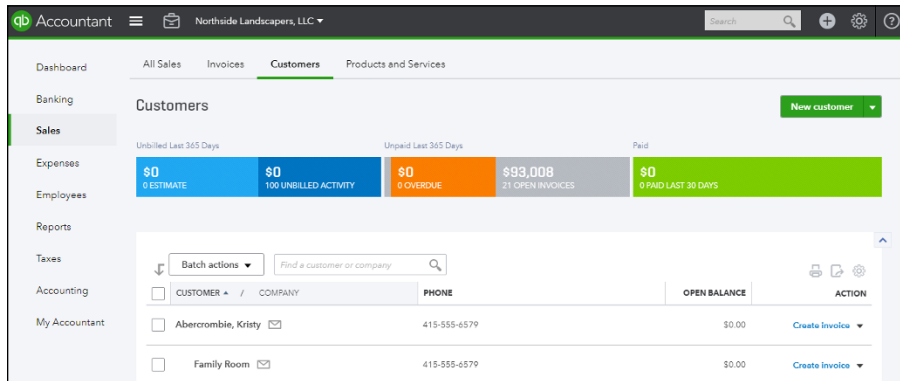 qb Accountant
Northside Landscapers, LLC
Search
Dashboard
Banking
Sales
Expenses
Employees
Reports
Taxes
Accounting
My Accountant
All Sales Invoices Customers Products and Services
Customers
New customer
Unbilled Last 365 Days Unpaid Last 365 Days Paid
$0 $0 $0 $93,008 $0
0 ESTIMATE 100 UNBILLED ACTIVITY 0 OVERDUE 21 OPEN INVOICES 0 PAID LAST 30 DAYS
Batch actions Find a customer or company
CUSTOMER / COMPANY PHONE OPEN BALANCE ACTION
Abercrombie, Kristy 415-555-6579 $0.00 Create invoice
Family Room 415-555-6579 $0.00 Create invoice